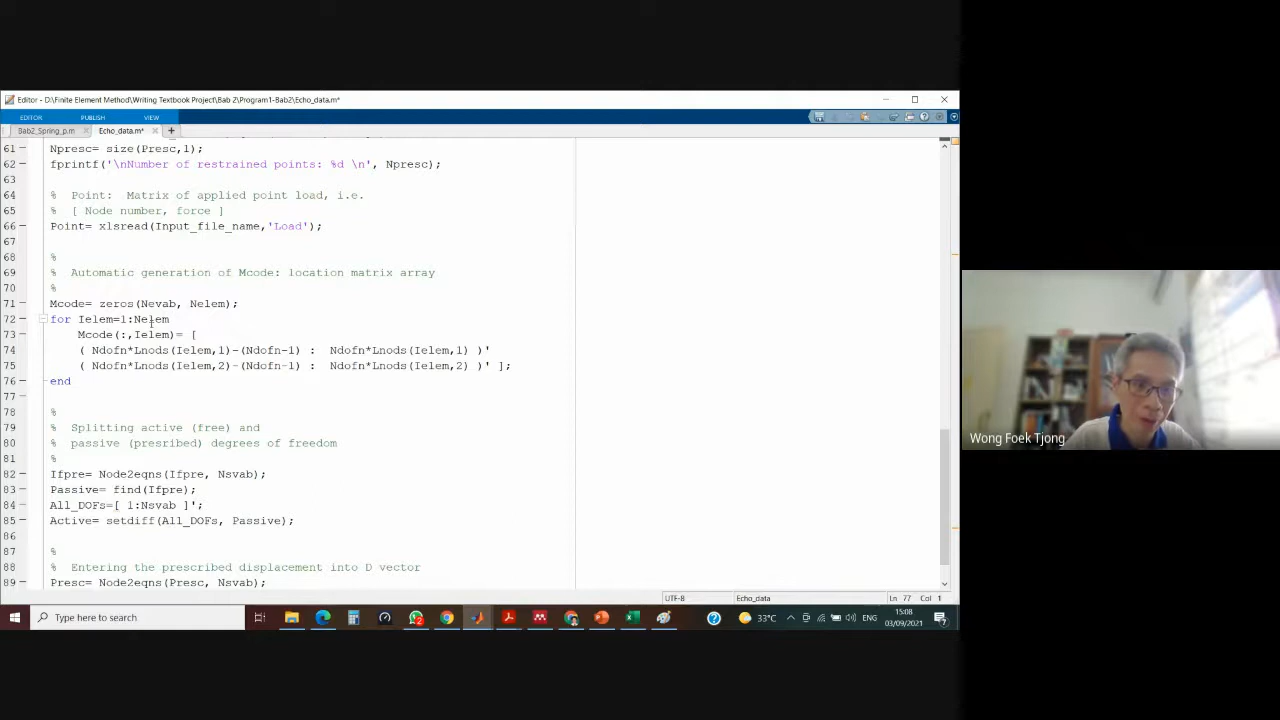 Editor - D:\Finite Element Method\Writing Textbook Project\Bab 2\Program1-Bab2\Echo_data.m*
EDITOR PUBLISH VIEW
Bab2_Spring_p.m Echo_data.m*
61 Npresc= size(Presc,1);
62 fprintf('\nNumber of restrained points: %d \n', Npresc);
63
64 % Point: Matrix of applied point load, i.e.
65 % [ Node number, force ]
66 Point= xlsread(Input_file_name,'Load');
67
68 %
69 % Automatic generation of Mcode: location matrix array
70 %
71 Mcode= zeros(Nevab, Nelem);
72 for Ielem=1:Nelem
73 Mcode(:,Ielem)= [
74 ( Ndofn*Lnods(Ielem,1)-(Ndofn-1) : Ndofn*Lnods(Ielem,1) )'
75 ( Ndofn*Lnods(Ielem,2)-(Ndofn-1) : Ndofn*Lnods(Ielem,2) )' ];
76 end
77
78 %
79 % Splitting active (free) and
80 % passive (presribed) degrees of freedom
81 %
82 Ifpre= Node2eqns(Ifpre, Nsvab);
83 Passive= find(Ifpre);
84 All_DOFs=[ 1:Nsvab ]';
85 Active= setdiff(All_DOFs, Passive);
86
87 %
88 % Entering the prescribed displacement into D vector
89 Presc= Node2eqns(Presc, Nsvab);
UTF-8 Echo_data Ln 77 Col 1
Type here to search 33°C ENG 15:08
03/09/2021
Wong Foek Tjong